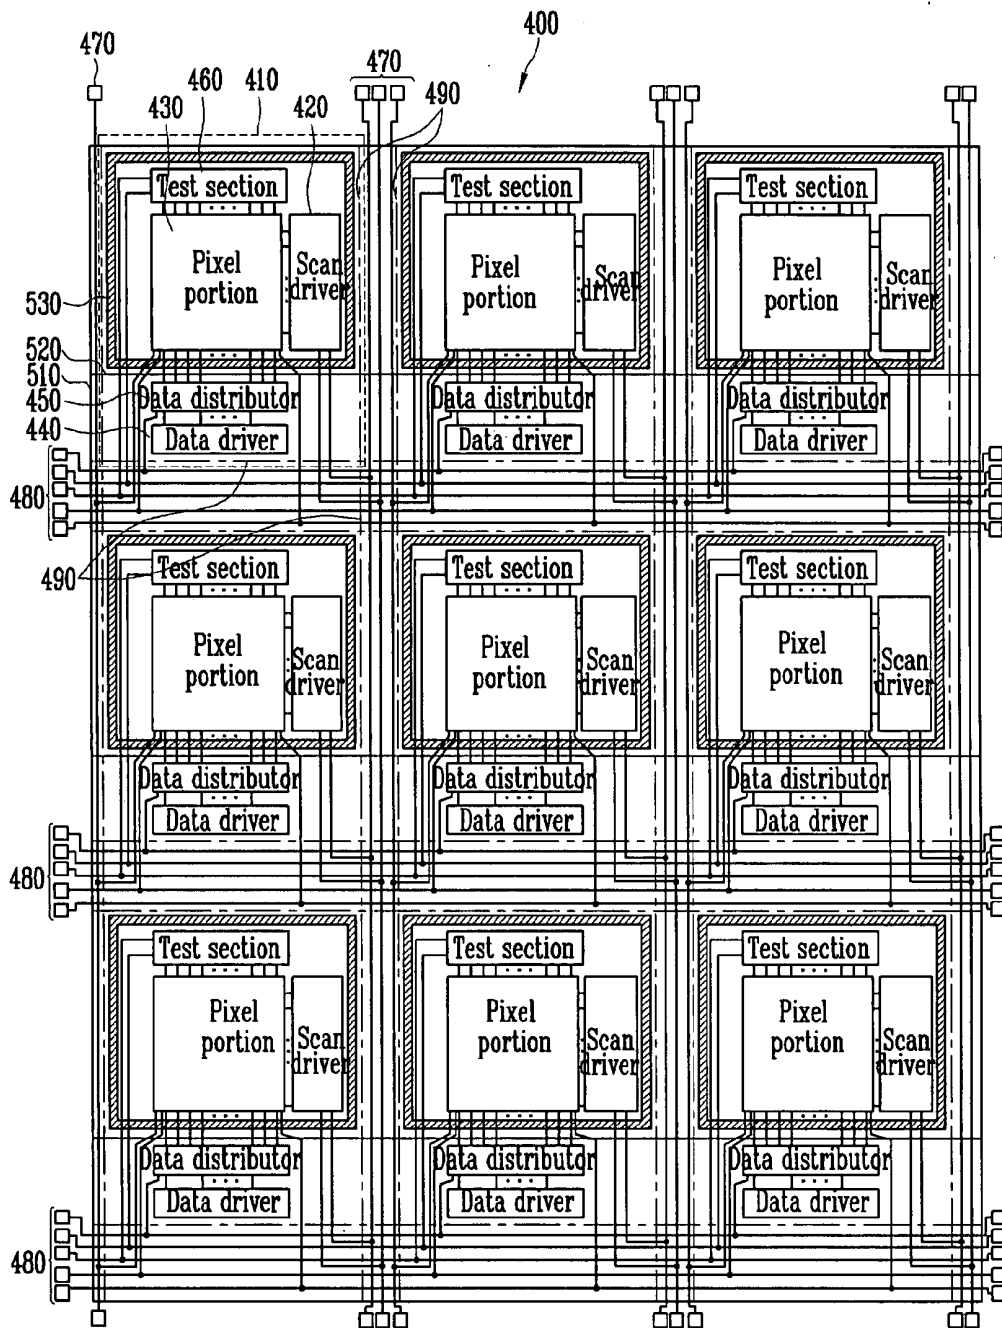 400
470
470
460
410
430
420
490
Test section
Test section
Test section
Pixel portion
Scan driver
Pixel portion
Scan driver
Pixel portion
Scan driver
530
520
510
450
Data distributor
Data distributor
Data distributor
440
Data driver
Data driver
Data driver
480
490
Test section
Test section
Test section
Pixel portion
Scan driver
Pixel portion
Scan driver
Pixel portion
Scan driver
Data distributor
Data distributor
Data distributor
Data driver
Data driver
Data driver
480
Test section
Test section
Test section
Pixel portion
Scan driver
Pixel portion
Scan driver
Pixel portion
Scan driver
Data distributor
Data distributor
Data distributor
Data driver
Data driver
Data driver
480